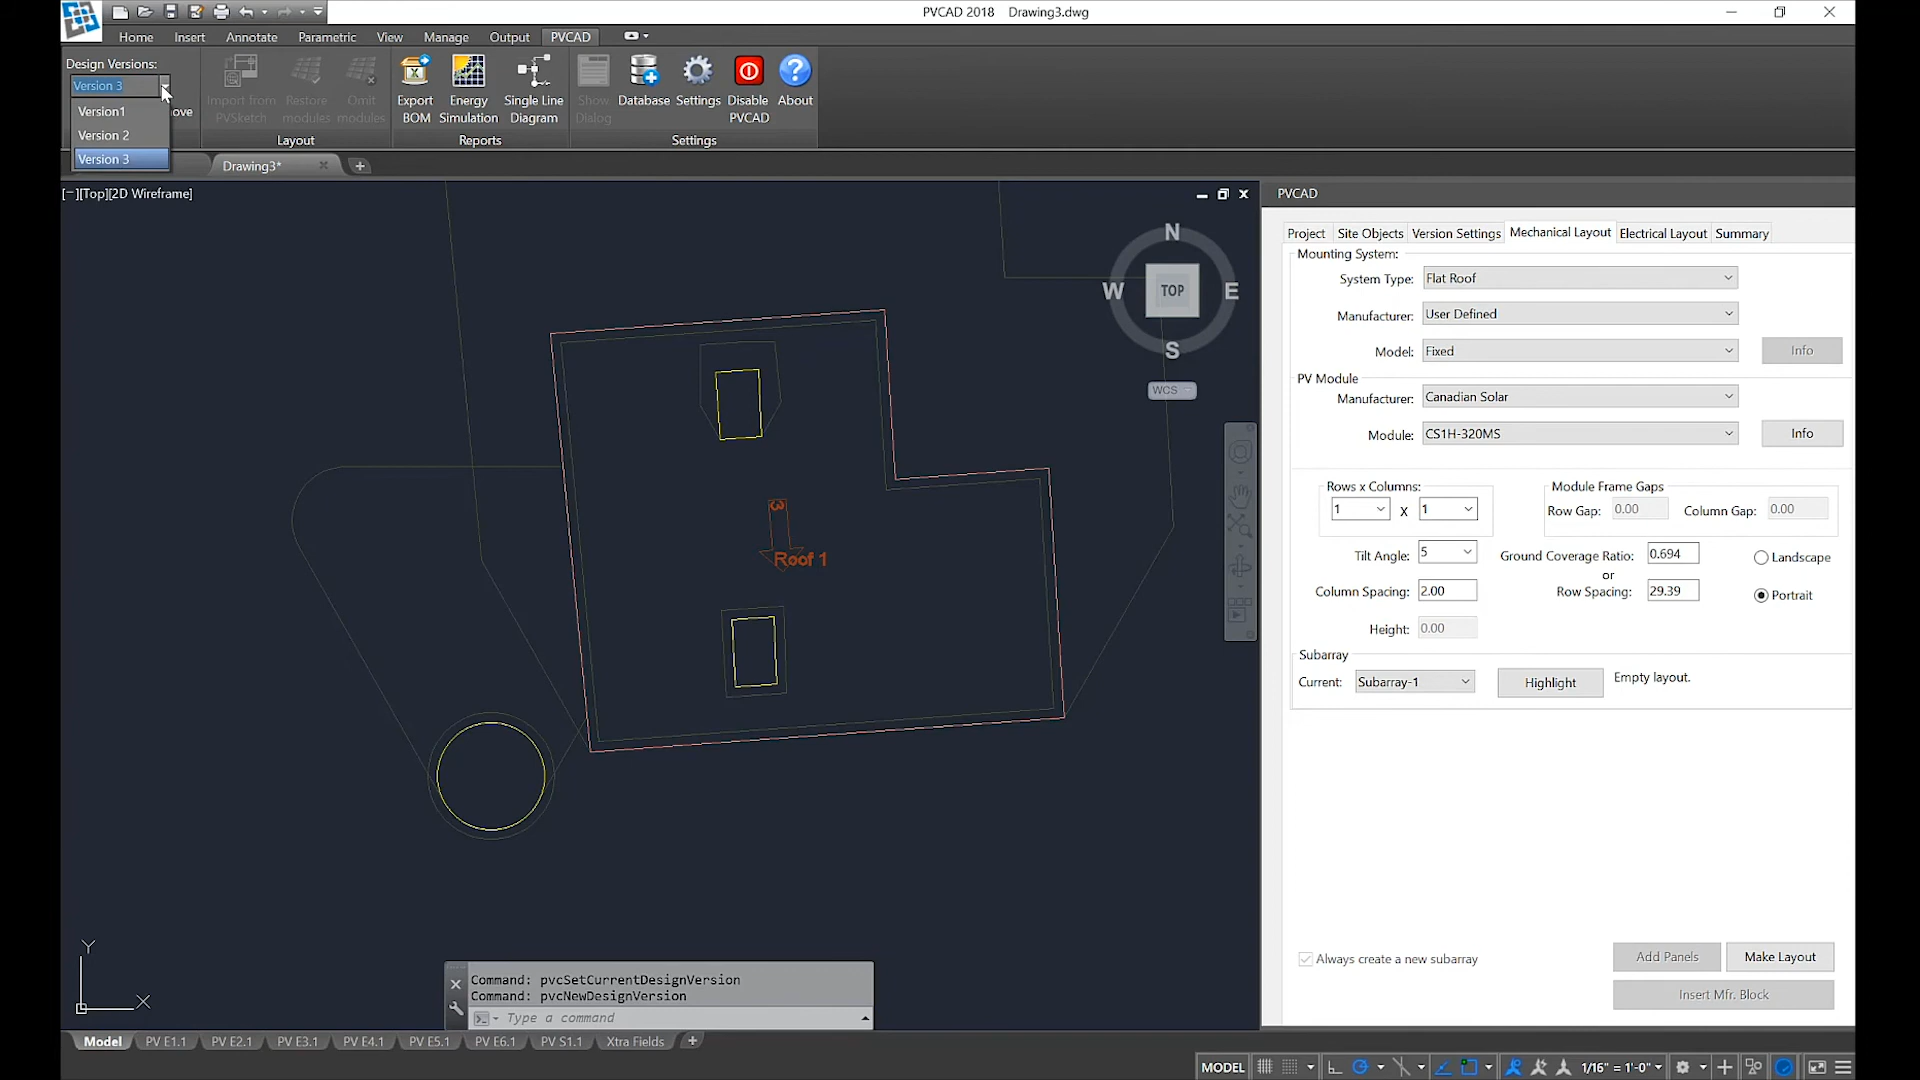 PVCAD 2018 Drawing3.dwg
Home Insert Annotate Parametric View Manage Output PVCAD
Design Versions:
Version 3
Version1
Version 2
Version 3
ove
Import from PVSketch
Restore modules
Omit modules
Layout
Export BOM
Energy Simulation
Single Line Diagram
Reports
Show Dialog
Database
Settings
Disable PVCAD
About
Settings
Drawing3*
[−][Top][2D Wireframe]
N
W TOP E
S
WCS
3
Roof 1
Y
X
Command: pvcSetCurrentDesignVersion
Command: pvcNewDesignVersion
Type a command
PVCAD
Project Site Objects Version Settings Mechanical Layout Electrical Layout Summary
Mounting System:
System Type: Flat Roof
Manufacturer: User Defined
Model: Fixed Info
PV Module
Manufacturer: Canadian Solar
Module: CS1H-320MS Info
Rows x Columns: Module Frame Gaps
1 X 1 Row Gap: 0.00 Column Gap: 0.00
Tilt Angle: 5 Ground Coverage Ratio: 0.694 Landscape
or
Column Spacing: 2.00 Row Spacing: 29.39 Portrait
Height: 0.00
Subarray
Current: Subarray-1 Highlight Empty layout.
Always create a new subarray Add Panels Make Layout
Insert Mfr. Block
Model PV E1.1 PV E2.1 PV E3.1 PV E4.1 PV E5.1 PV E6.1 PV S1.1 Xtra Fields +
MODEL 1/16" = 1'-0"